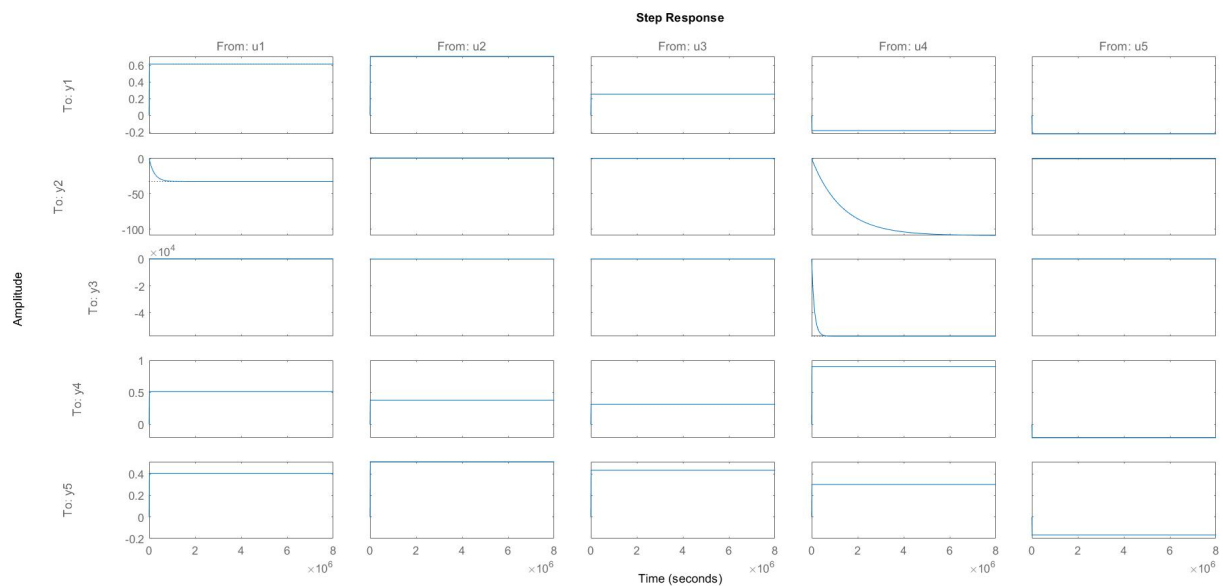 Step Response
From: u1 From: u2 From: u3 From: u4 From: u5
To: y1
0.6
0.4
0.2
0
-0.2
To: y2
0
-50
-100
×10⁴
To: y3
0
-2
-4
Amplitude
To: y4
1
0.5
0
To: y5
0.4
0.2
0
-0.2
0 2 4 6 8 0 2 4 6 8 0 2 4 6 8 0 2 4 6 8 0 2 4 6 8
×10⁶ ×10⁶ ×10⁶ ×10⁶ ×10⁶
Time (seconds)